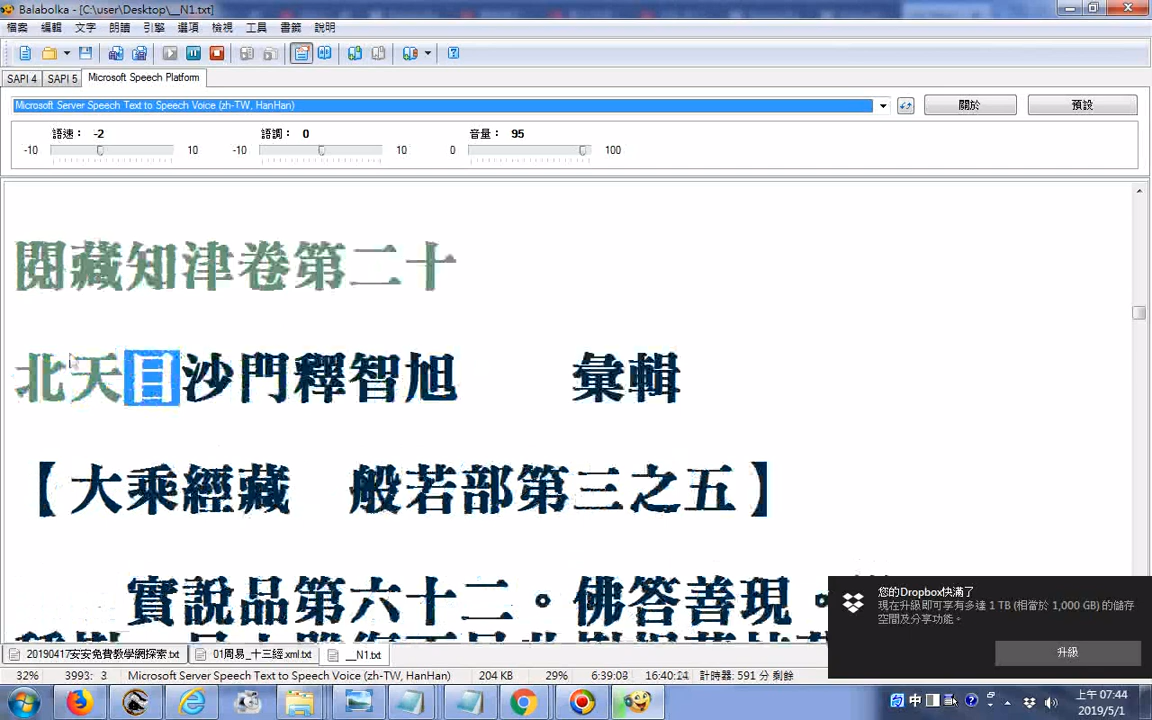 Balabolka - [C:\user\Desktop\__N1.txt]
檔案 編輯 文字 朗讀 引擎 選項 檢視 工具 書籤 說明
SAPI 4 SAPI 5 Microsoft Speech Platform
Microsoft Server Speech Text to Speech Voice (zh-TW, HanHan) 關於 預設
語速： -2 語調： 0 音量： 95
-10 10 -10 10 0 100
閱藏知津卷第二十
北天目沙門釋智旭　　彙輯
【大乘經藏　般若部第三之五】
實說品第六十二。佛答善現。
您的Dropbox快滿了
現在升級即可享有多達 1 TB (相當於 1,000 GB) 的儲存
空間及分享功能。
升級
20190417安安免費教學網探索.txt 01周易_十三經.xml.txt __N1.txt
32% 3993: 3 Microsoft Server Speech Text to Speech Voice (zh-TW, HanHan) 204 KB 29% 6:39:08 16:40:24 計時器: 591 分 剩餘
中
上午 07:44
2019/5/1